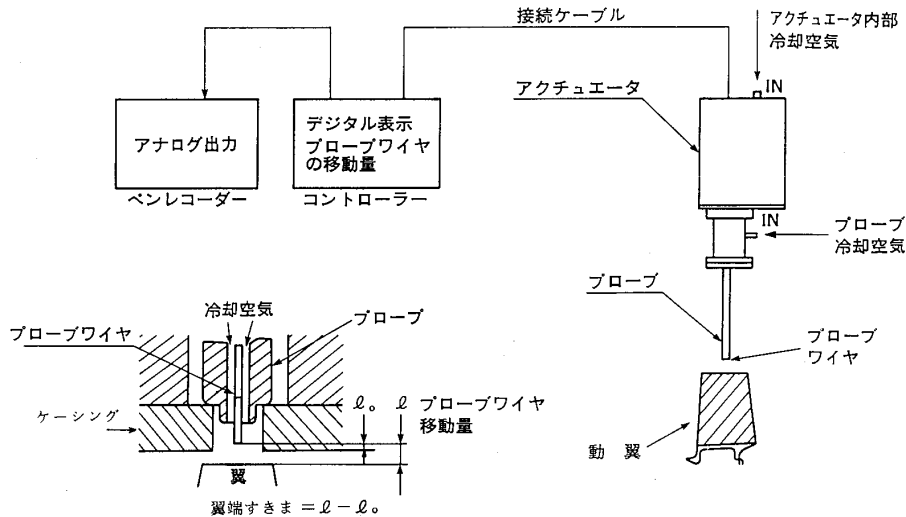 接続ケーブル
アクチュエータ内部
冷却空気
IN
アクチュエータ
アナログ出力
ペンレコーダー
デジタル表示
プローブワイヤ
の移動量
コントローラー
IN
プローブ
冷却空気
プローブ
プローブ
ワイヤ
動 翼
冷却空気
プローブワイヤ
プローブ
ケーシング
ℓ₀ ℓ プローブワイヤ
移動量
翼
翼端すきま=ℓ-ℓ₀